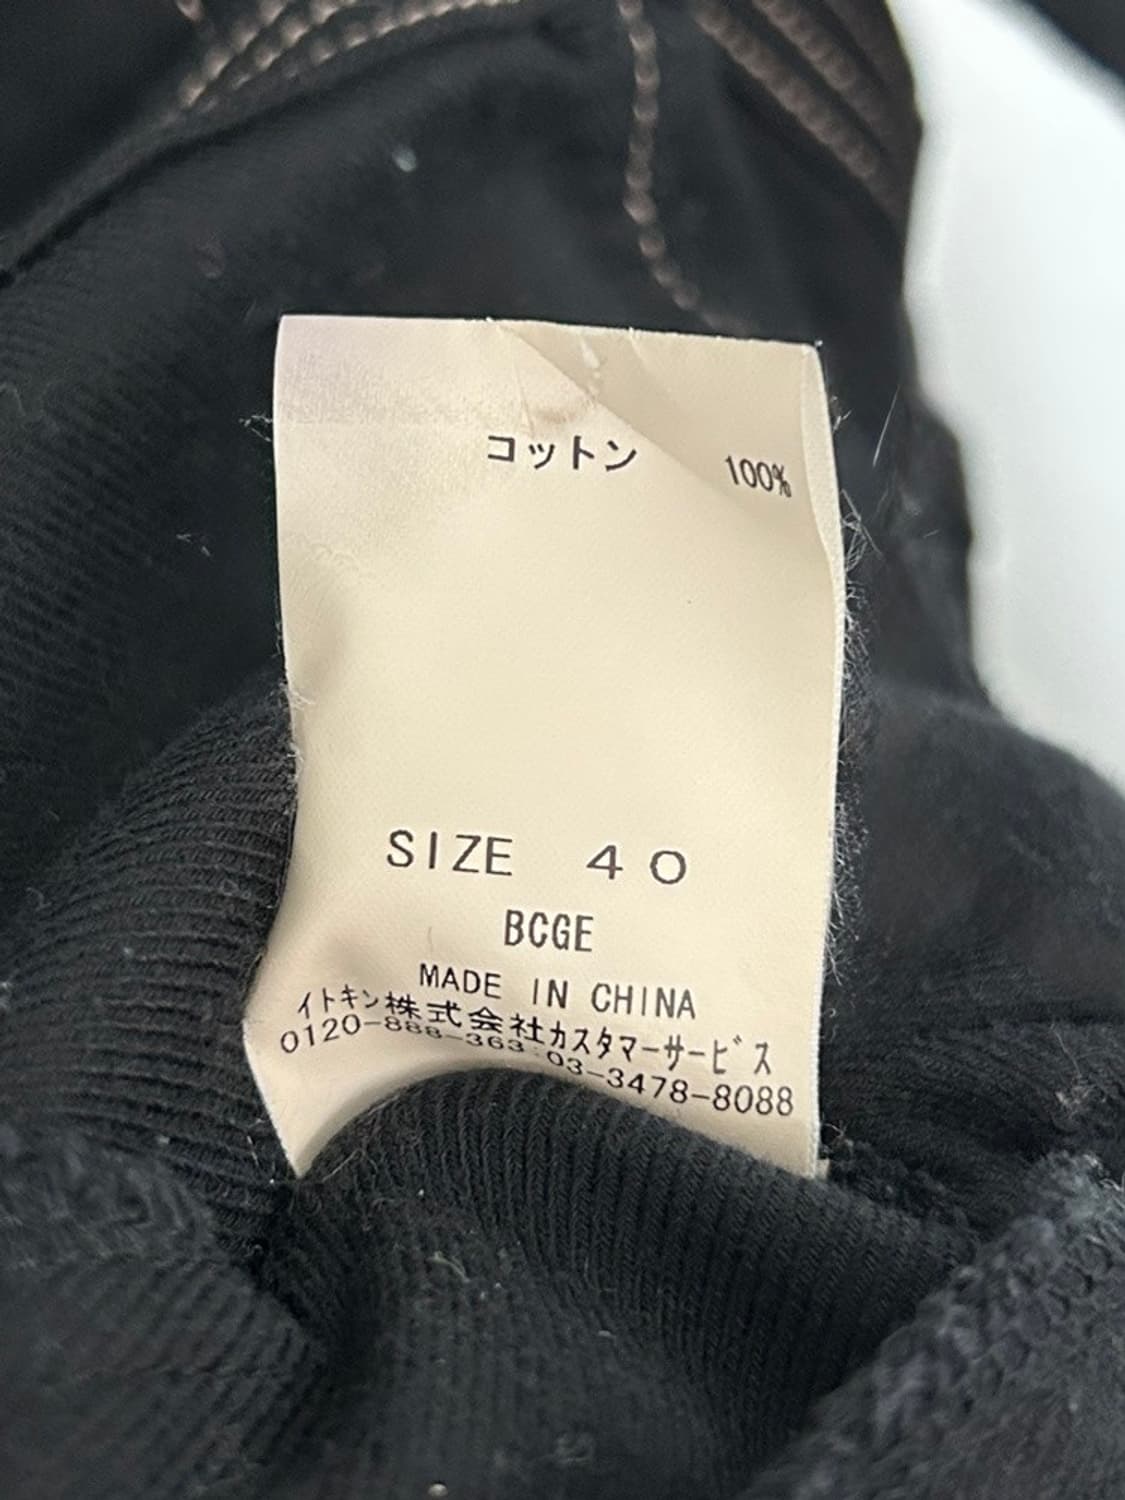 コットン 100%
SIZE 40
BCGE
MADE IN CHINA
イトキン株式会社カスタマーサービス
0120-888-363 03-3478-8088